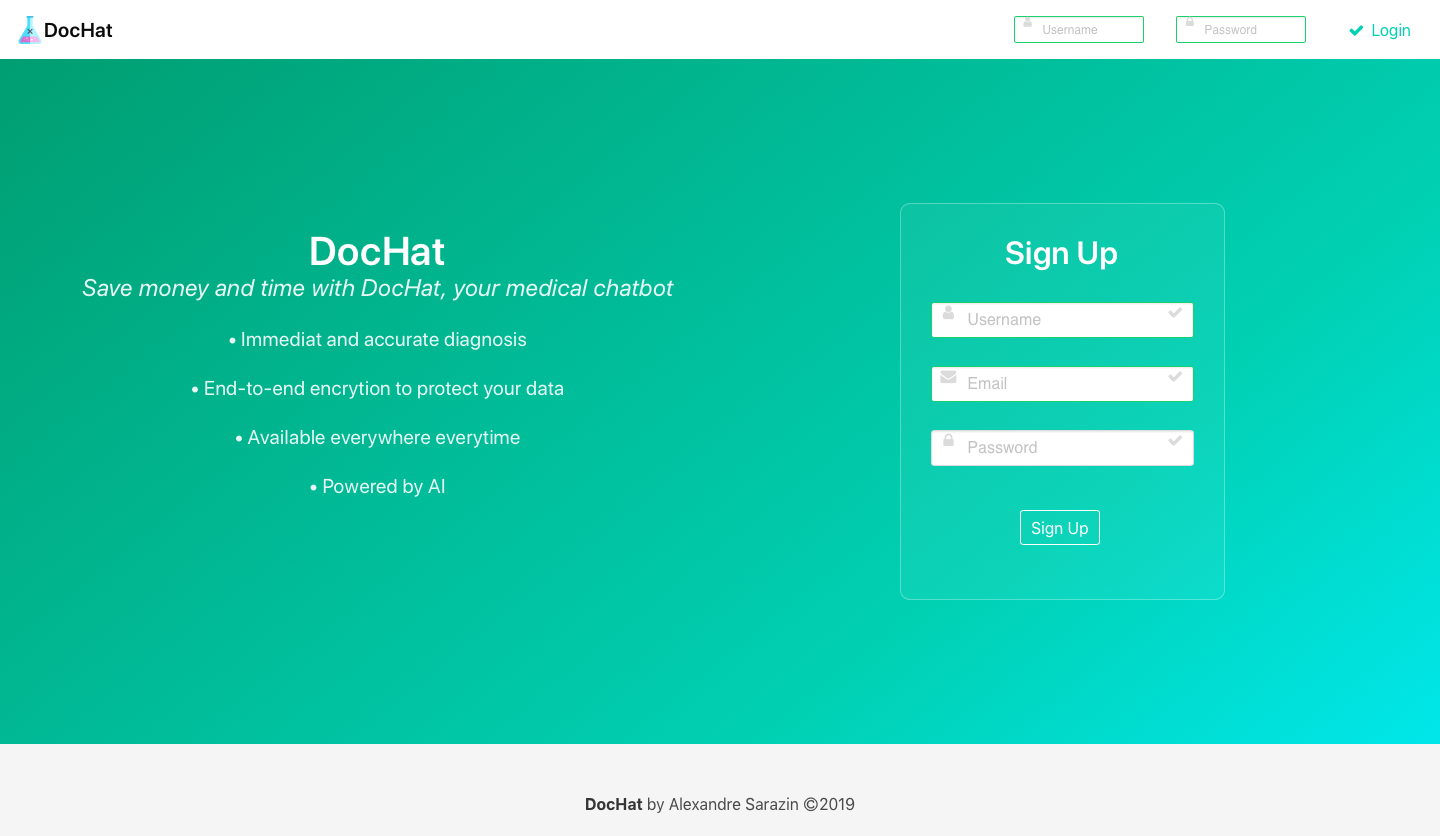 DocHat
Username
Password
Login
DocHat
Save money and time with DocHat, your medical chatbot
• Immediat and accurate diagnosis
• End-to-end encrytion to protect your data
• Available everywhere everytime
• Powered by AI
Sign Up
Username
Email
Password
Sign Up
DocHat by Alexandre Sarazin ©2019